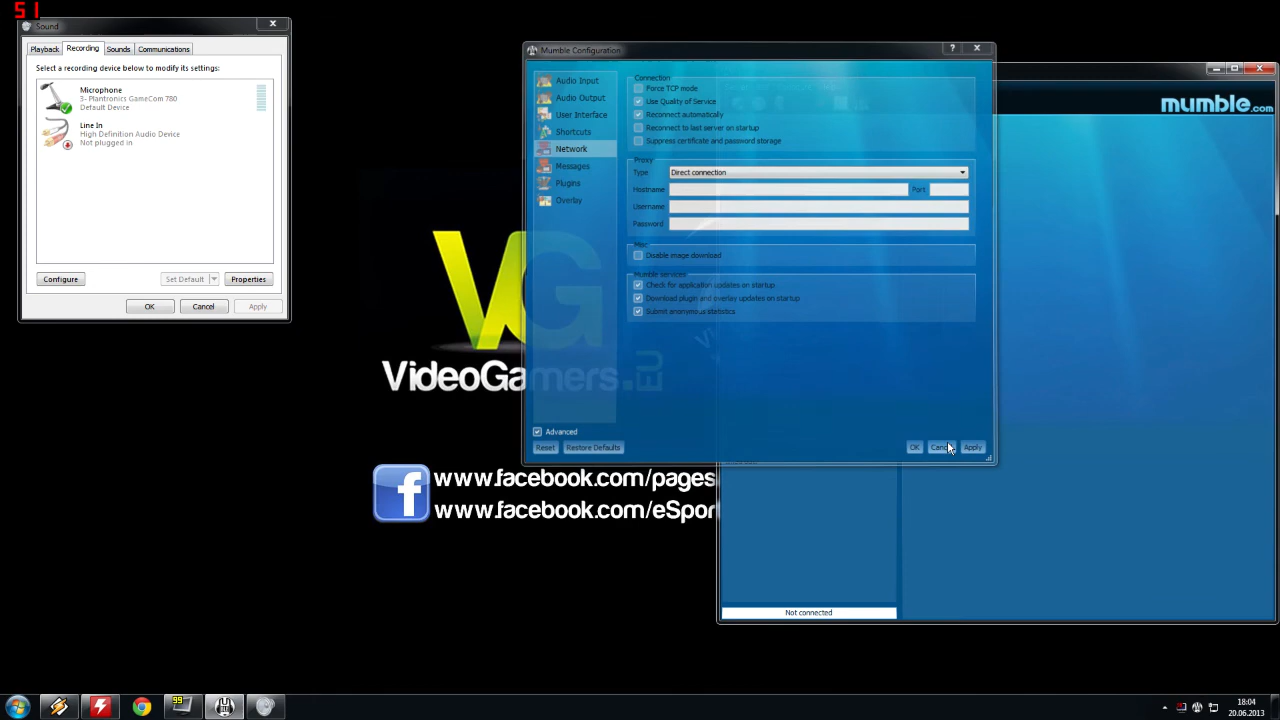 51
Sound
Playback Recording Sounds Communications
Select a recording device below to modify its settings:
Microphone
3- Plantronics GameCom 780
Default Device
Line In
High Definition Audio Device
Not plugged in
Configure Set Default Properties
OK Cancel Apply
Mumble Configuration
Audio Input
Audio Output
User Interface
Shortcuts
Network
Messages
Plugins
Overlay
Connection
Force TCP mode
Use Quality of Service
Reconnect automatically
Reconnect to last server on startup
Suppress certificate and password storage
Proxy
Type Direct connection
Hostname Port
Username
Password
Misc
Disable image download
Mumble services
Check for application updates on startup
Download plugin and overlay updates on startup
Submit anonymous statistics
Advanced
Reset Restore Defaults OK Apply
mumble.com
VG
VideoGamers.EU
f www.facebook.com/pages
www.facebook.com/eSpor
Not connected
99
18:04
20.06.2013